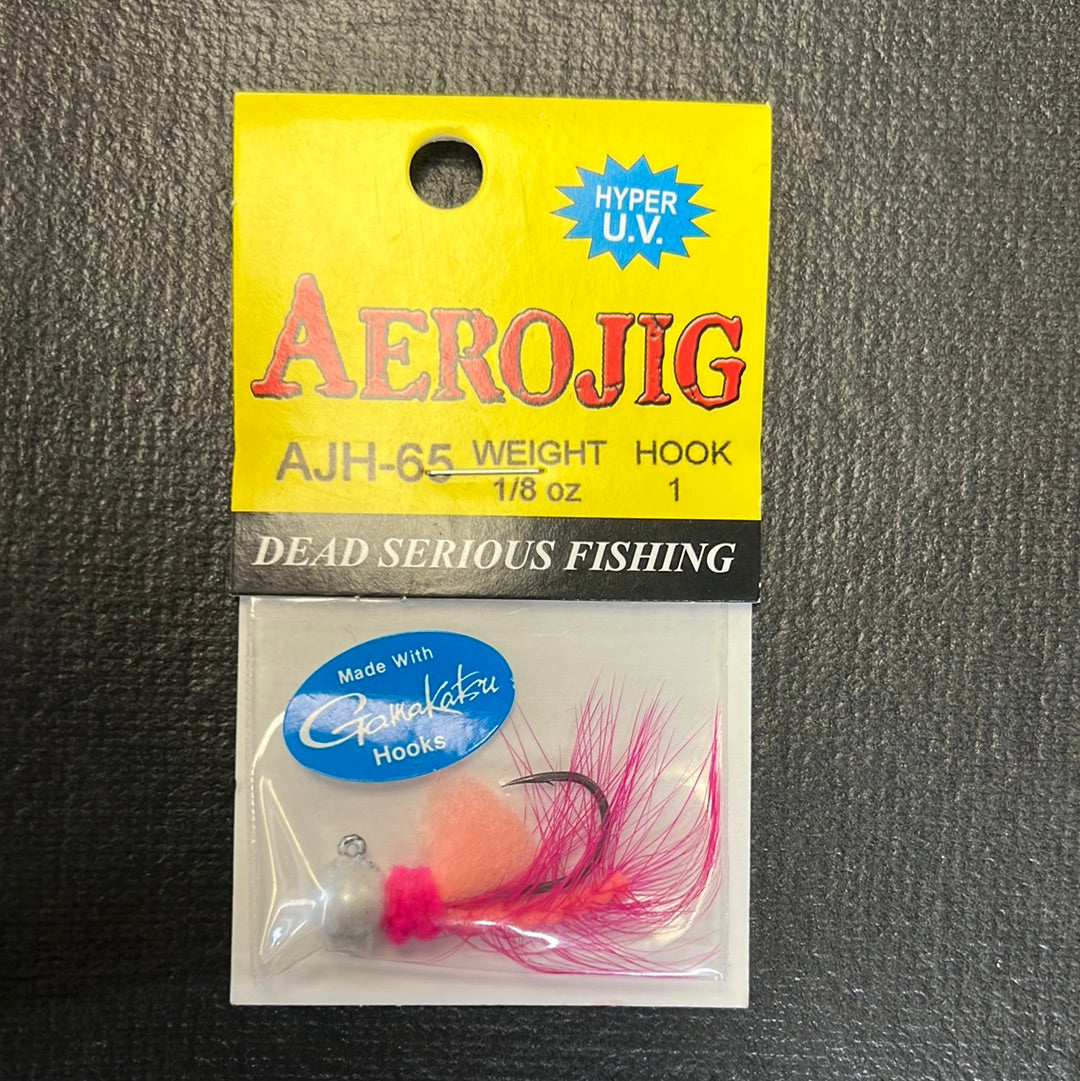 HYPER
U.V.
AEROJIG
AJH-65 WEIGHT HOOK
1/8 oz 1
DEAD SERIOUS FISHING
Made With
Gamakatsu
Hooks